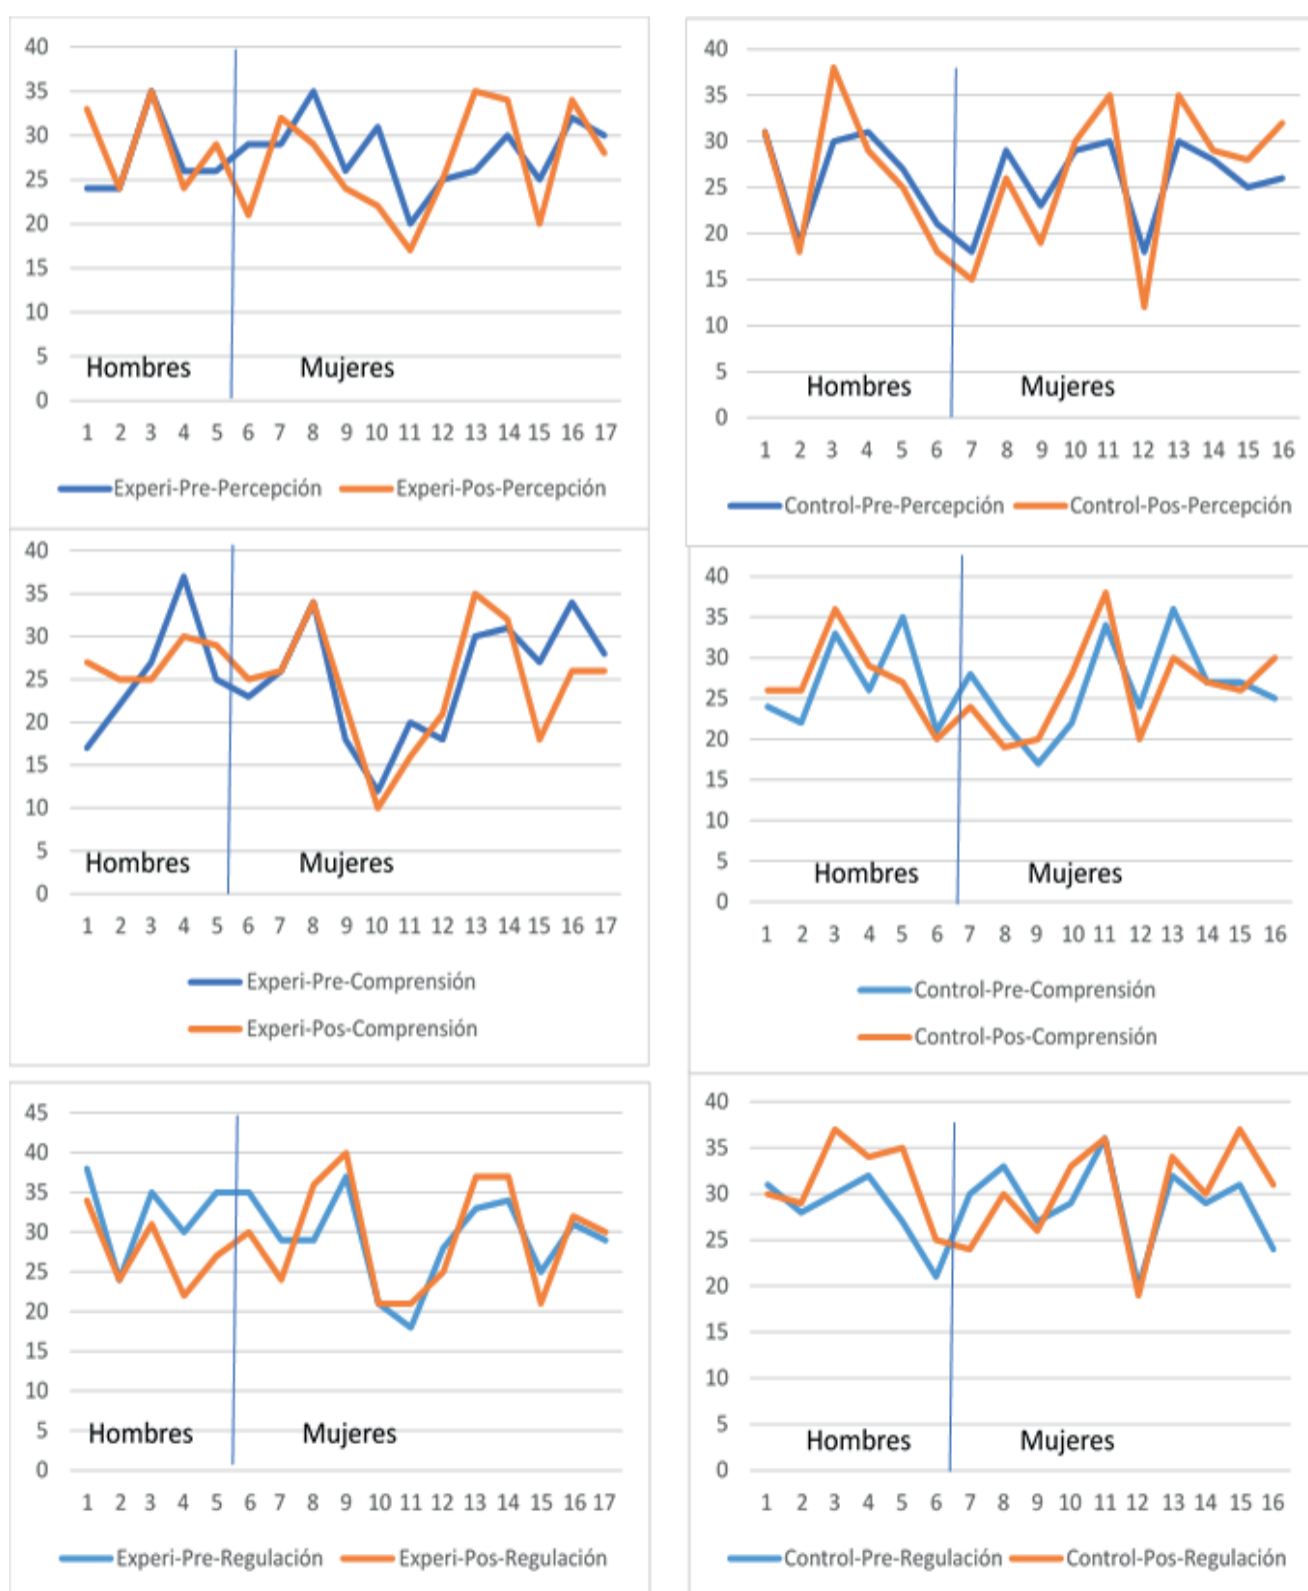 40
35
30
25
20
15
10
5
0
Hombres Mujeres
1 2 3 4 5 6 7 8 9 10 11 12 13 14 15 16 17
Experi-Pre-Percepción Experi-Pos-Percepción
40
35
30
25
20
15
10
5
0
Hombres Mujeres
1 2 3 4 5 6 7 8 9 10 11 12 13 14 15 16
Control-Pre-Percepción Control-Pos-Percepción
40
35
30
25
20
15
10
5
0
Hombres Mujeres
1 2 3 4 5 6 7 8 9 10 11 12 13 14 15 16 17
Experi-Pre-Comprensión
Experi-Pos-Comprensión
40
35
30
25
20
15
10
5
0
Hombres Mujeres
1 2 3 4 5 6 7 8 9 10 11 12 13 14 15 16
Control-Pre-Comprensión
Control-Pos-Comprensión
45
40
35
30
25
20
15
10
5
0
Hombres Mujeres
1 2 3 4 5 6 7 8 9 10 11 12 13 14 15 16 17
Experi-Pre-Regulación Experi-Pos-Regulación
40
35
30
25
20
15
10
5
0
Hombres Mujeres
1 2 3 4 5 6 7 8 9 10 11 12 13 14 15 16
Control-Pre-Regulación Control-Pos-Regulación